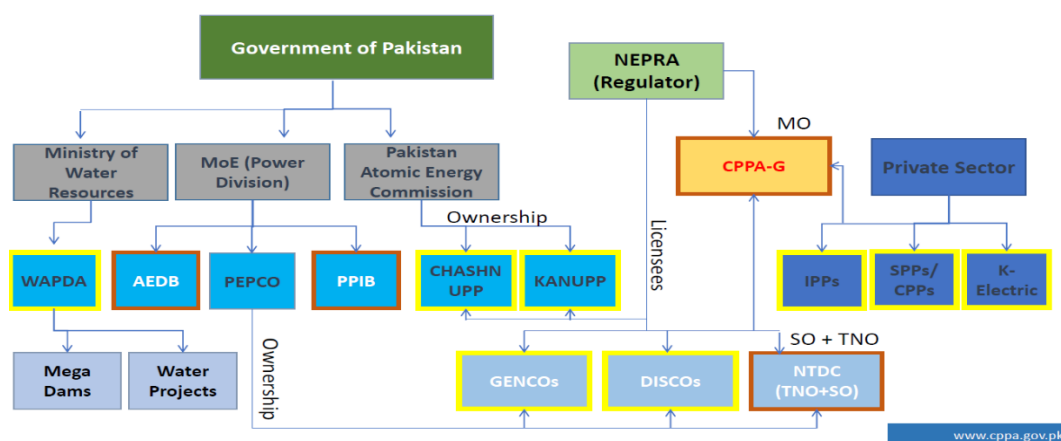 Government of Pakistan
NEPRA
(Regulator)
MO
Ministry of
Water
Resources
MoE (Power
Division)
Pakistan
Atomic Energy
Commission
CPPA-G
Private Sector
Ownership
Licensees
WAPDA
AEDB
PEPCO
PPIB
CHASHN
UPP
KANUPP
IPPs
SPPs/
CPPs
K-
Electric
SO + TNO
Mega
Dams
Water
Projects
Ownership
GENCOs
DISCOs
NTDC
(TNO+SO)
www.cppa.gov.pk